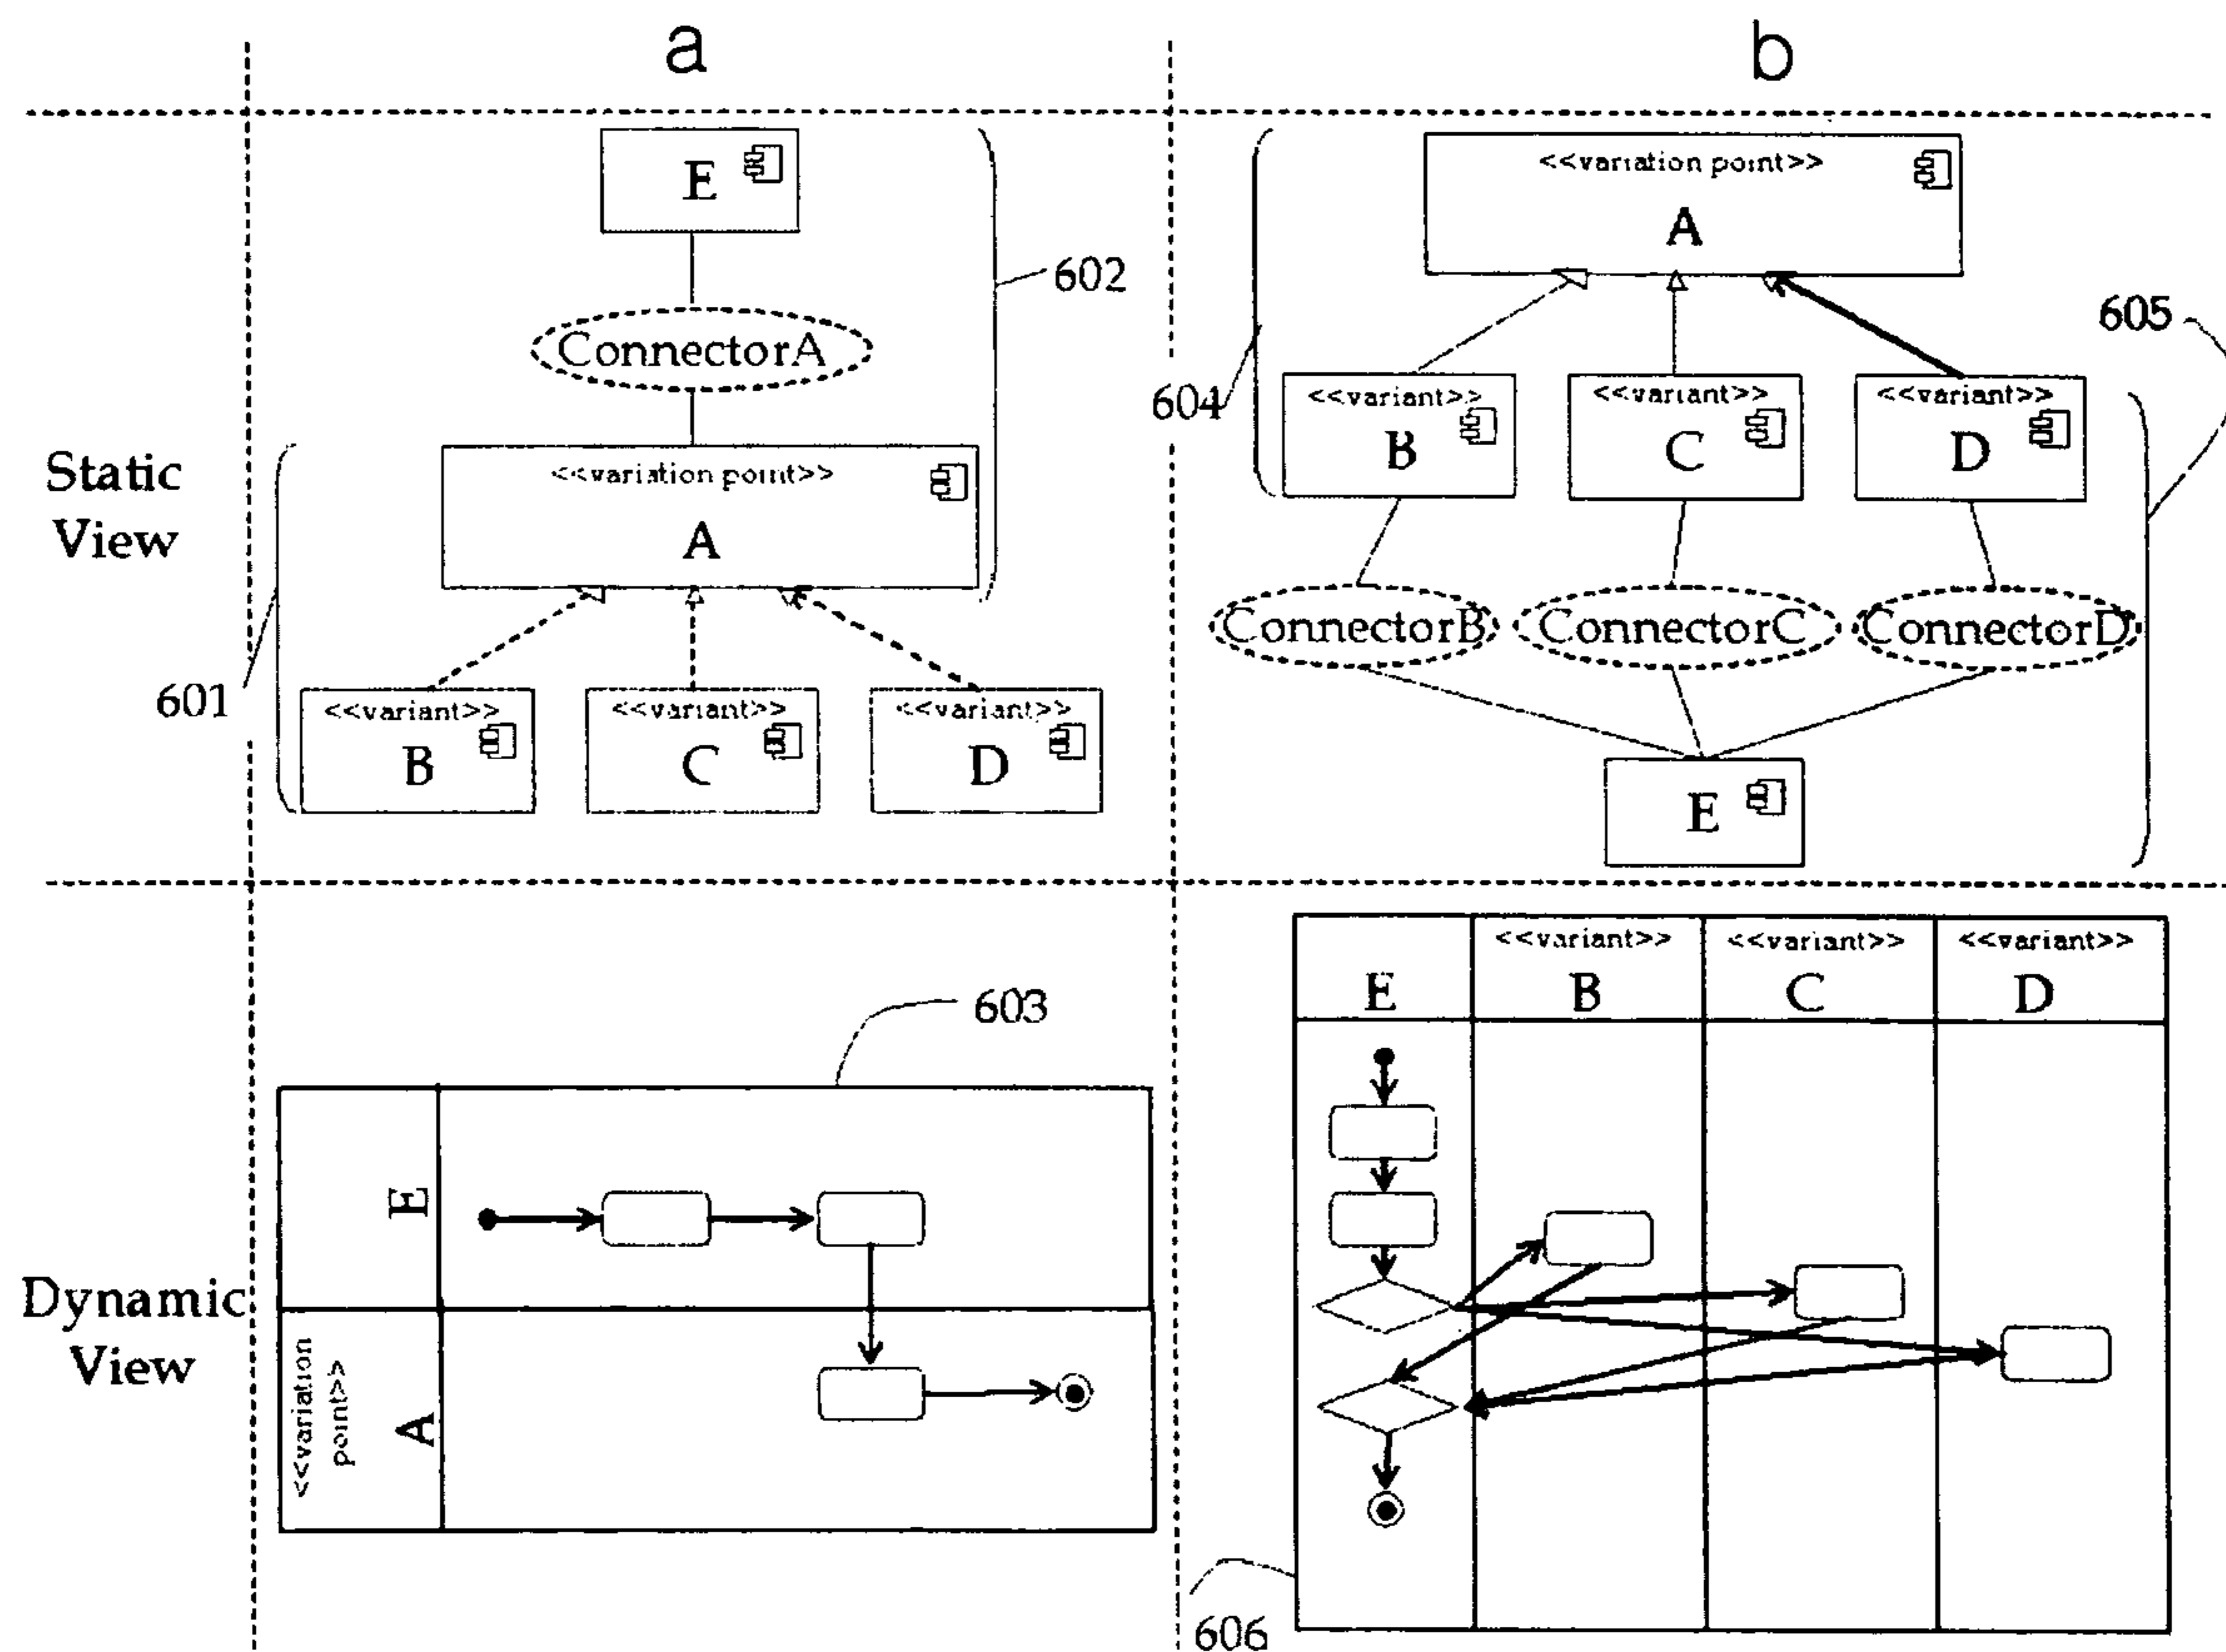 a
b
E
602
ConnectorA
Static
View
<<variation point>>
A
601
<<variant>>
B
<<variant>>
C
<<variant>>
D
<<variation point>>
A
604
605
<<variant>>
B
<<variant>>
C
<<variant>>
D
ConnectorB
ConnectorC
ConnectorD
E
Dynamic
View
603
E
<<variation
point>>
A
E
<<variant>>
B
<<variant>>
C
<<variant>>
D
606